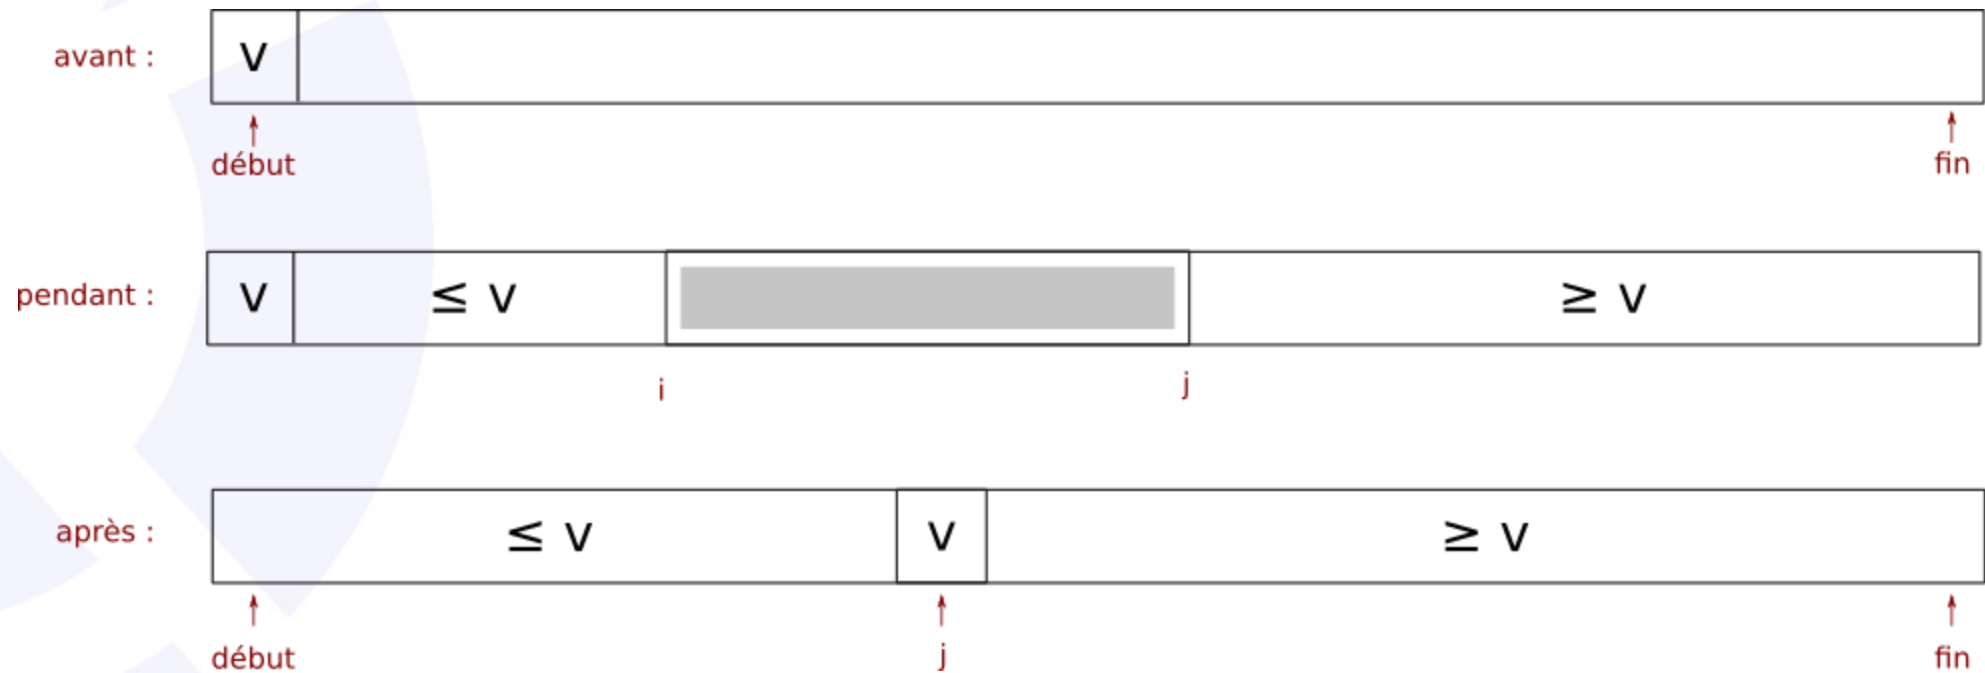 avant : v
début fin
pendant : v ≤ v ≥ v
i j
après : ≤ v v ≥ v
début j fin